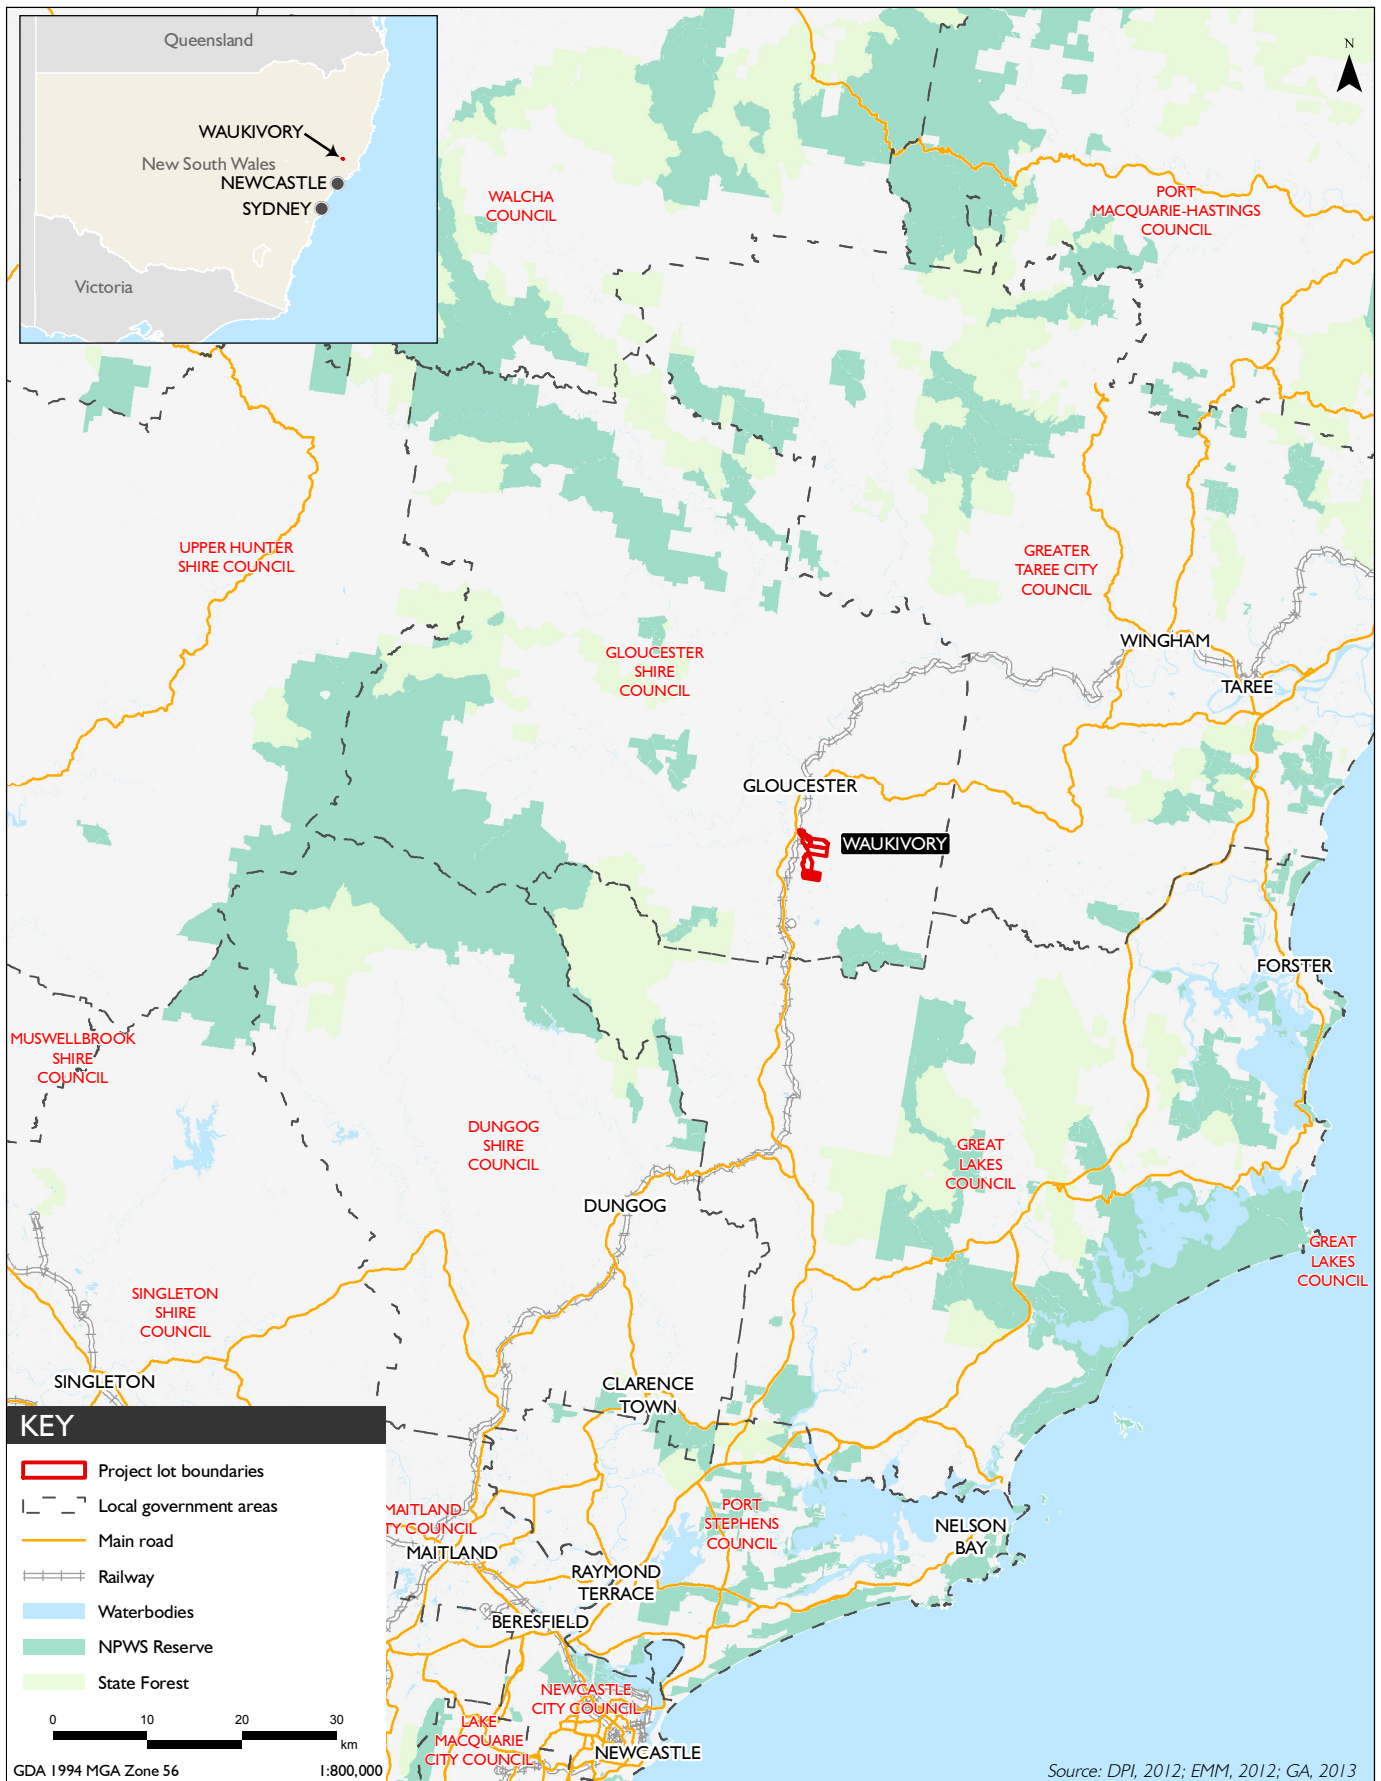 Queensland
WAUKIVORY
New South Wales
NEWCASTLE
SYDNEY
Victoria
N
WALCHA
COUNCIL
PORT
MACQUARIE-HASTINGS
COUNCIL
UPPER HUNTER
SHIRE COUNCIL
GREATER
TAREE CITY
COUNCIL
GLOUCESTER
SHIRE
COUNCIL
WINGHAM
TAREE
GLOUCESTER
WAUKIVORY
FORSTER
MUSWELLBROOK
SHIRE
COUNCIL
DUNGOG
SHIRE
COUNCIL
GREAT
LAKES
COUNCIL
DUNGOG
GREAT
LAKES
COUNCIL
SINGLETON
SHIRE
COUNCIL
SINGLETON
CLARENCE
TOWN
MAITLAND
TY COUNCIL
MAITLAND
PORT
STEPHENS
COUNCIL
NELSON
BAY
RAYMOND
TERRACE
BERESFIELD
NEWCASTLE
CITY COUNCIL
LAKE
MACQUARIE
CITY COUNCIL
NEWCASTLE
KEY
Project lot boundaries
Local government areas
Main road
Railway
Waterbodies
NPWS Reserve
State Forest
0 10 20 30
km
GDA 1994 MGA Zone 56 1:800,000
Source: DPI, 2012; EMM, 2012; GA, 2013